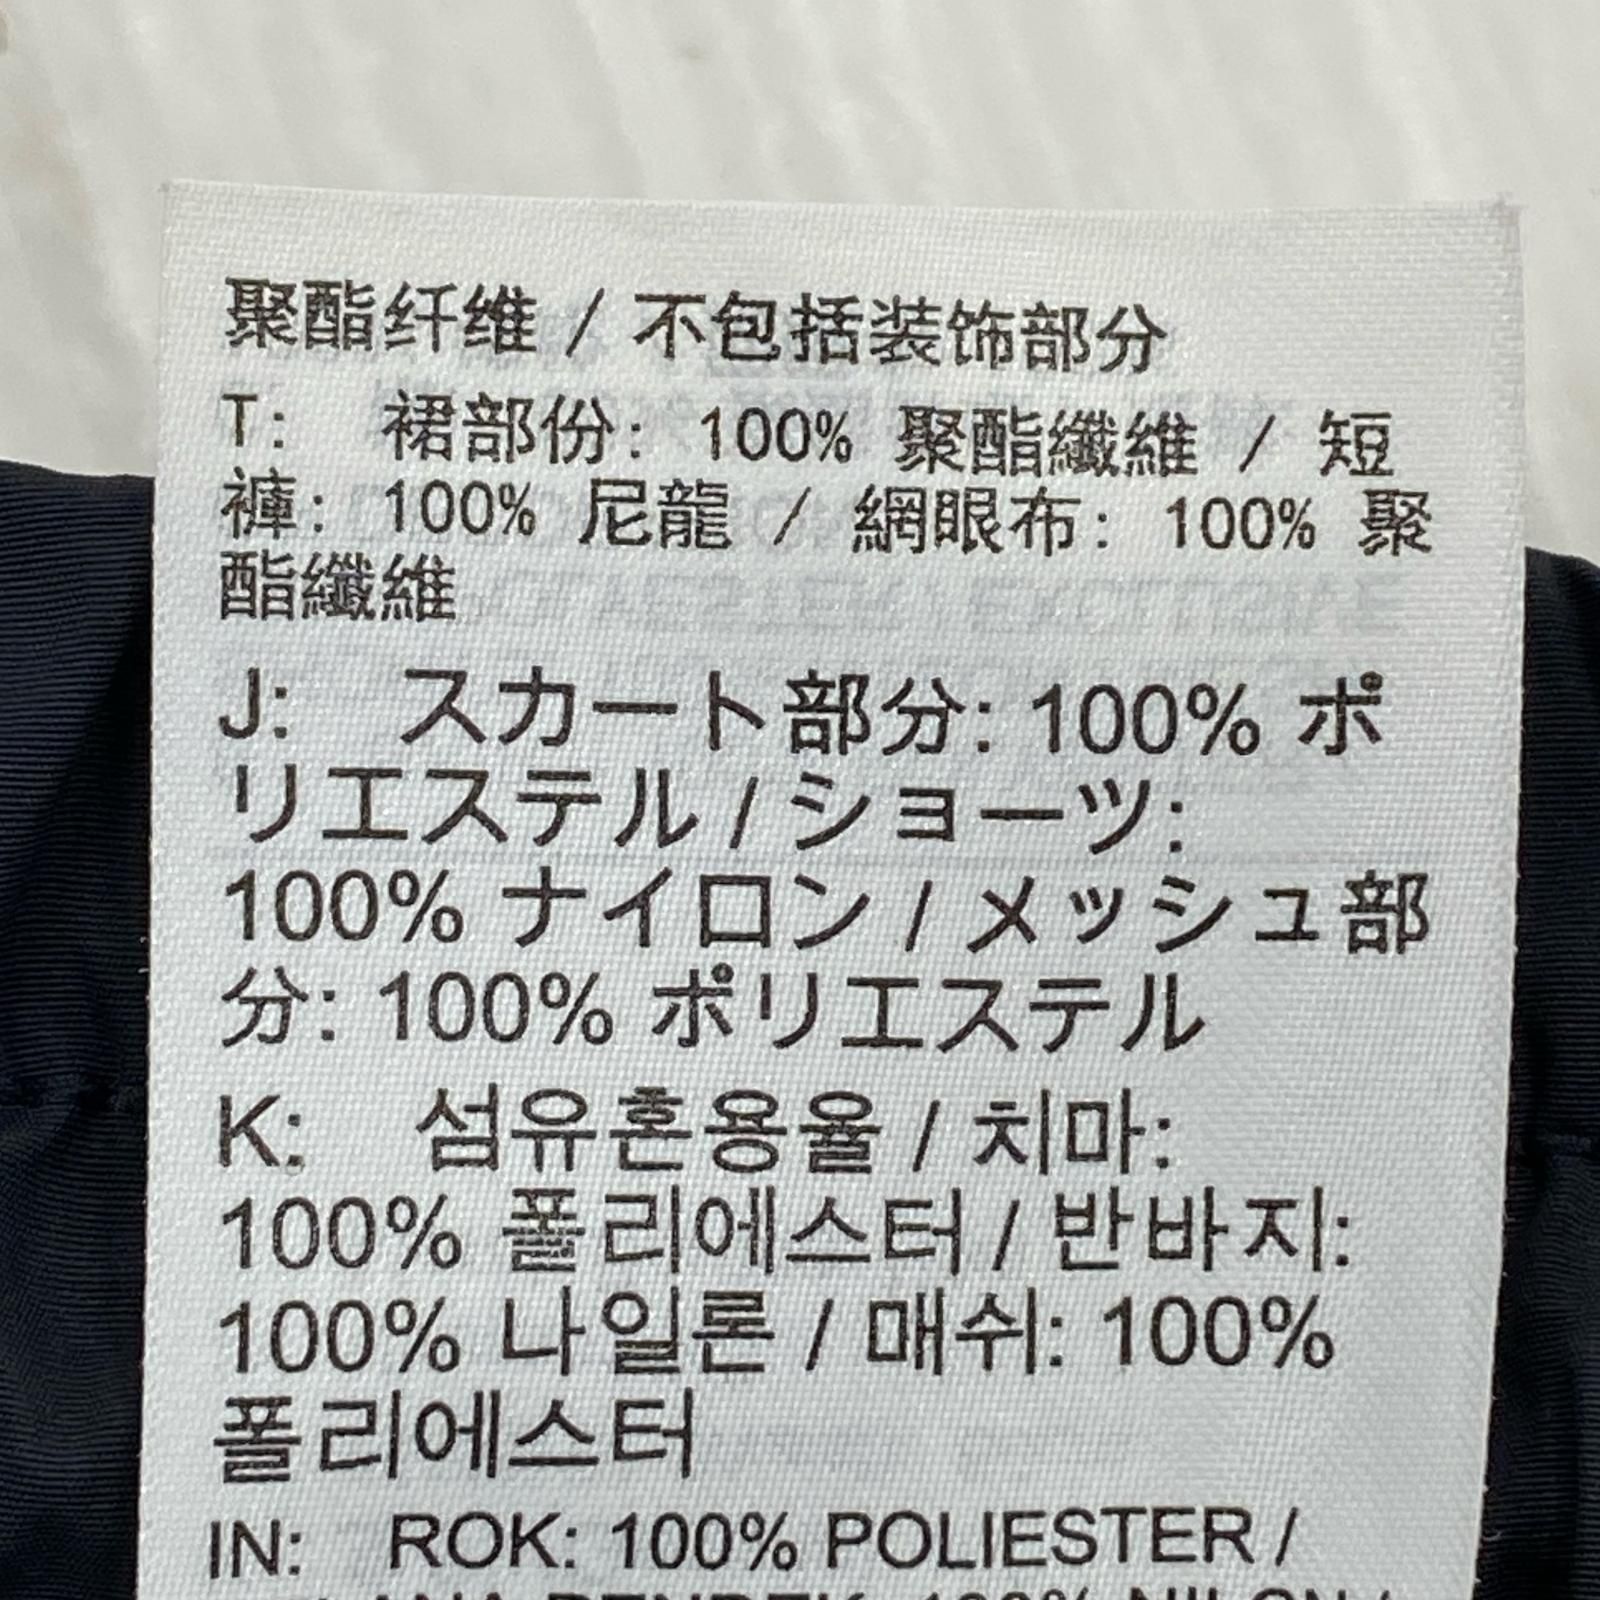 聚酯纤维 / 不包括装饰部分
T: 裙部份: 100% 聚酯纖維 / 短
褲: 100% 尼龍 / 網眼布: 100% 聚
酯纖維
J: スカート部分: 100% ポ
リエステル / ショーツ:
100% ナイロン / メッシュ部
分: 100% ポリエステル
K: 섬유혼용율 / 치마:
100% 폴리에스터 / 반바지:
100% 나일론 / 매쉬: 100%
폴리에스터
IN: ROK: 100% POLIESTER /
100% NILON /